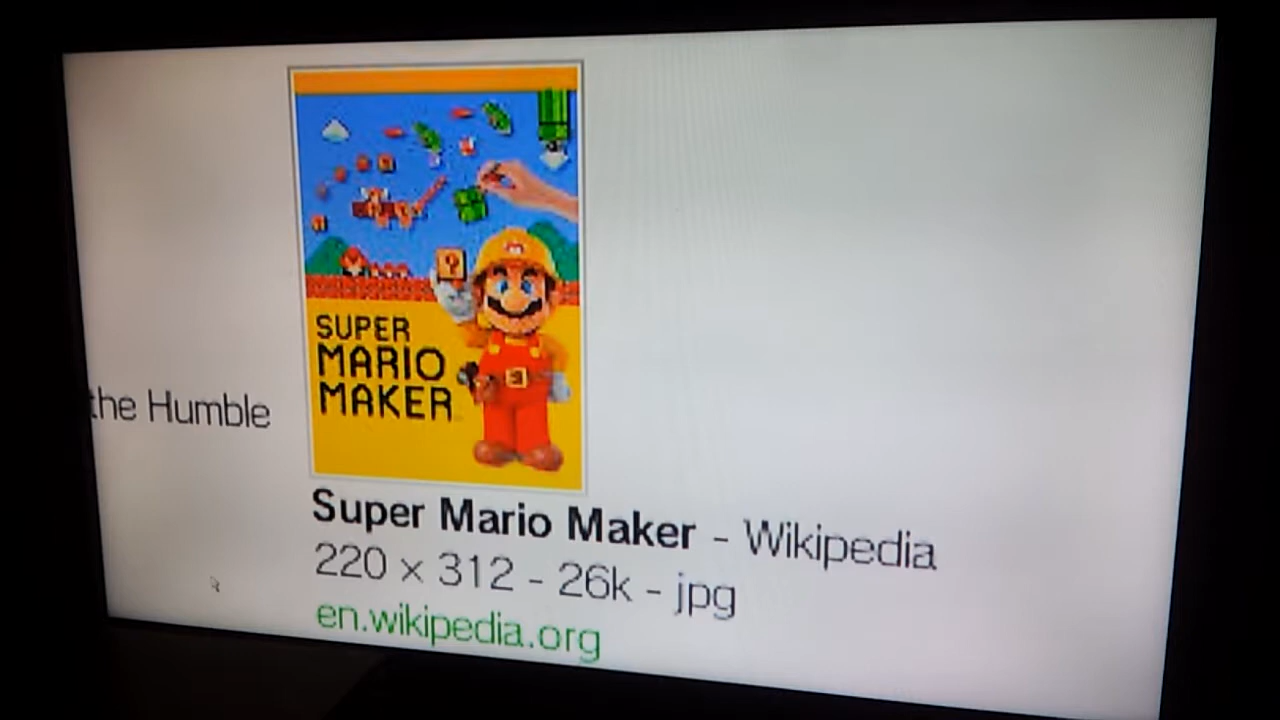 SUPER
MARIO
MAKER
the Humble
Super Mario Maker - Wikipedia
220 × 312 - 26k - jpg
en.wikipedia.org